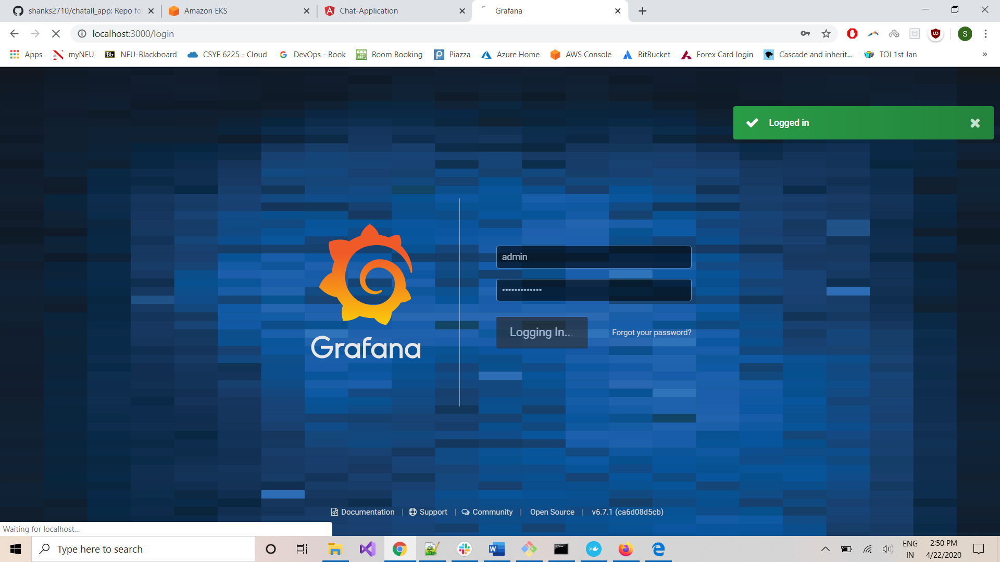 shanks2710/chatall_app: Repo fo
Amazon EKS
Chat-Application
Grafana
localhost:3000/login
S
Apps
myNEU
Bb
NEU-Blackboard
CSYE 6225 - Cloud
DevOps - Book
Room Booking
Piazza
Azure Home
AWS Console
BitBucket
Forex Card login
Cascade and inherit...
TOI 1st Jan
»
Logged in
admin
•••••••••••••
Logging In...
Forgot your password?
Grafana
Documentation | Support | Community | Open Source | v6.7.1 (ca6d08d5cb)
Waiting for localhost...
Type here to search
ENG
IN
2:50 PM
4/22/2020